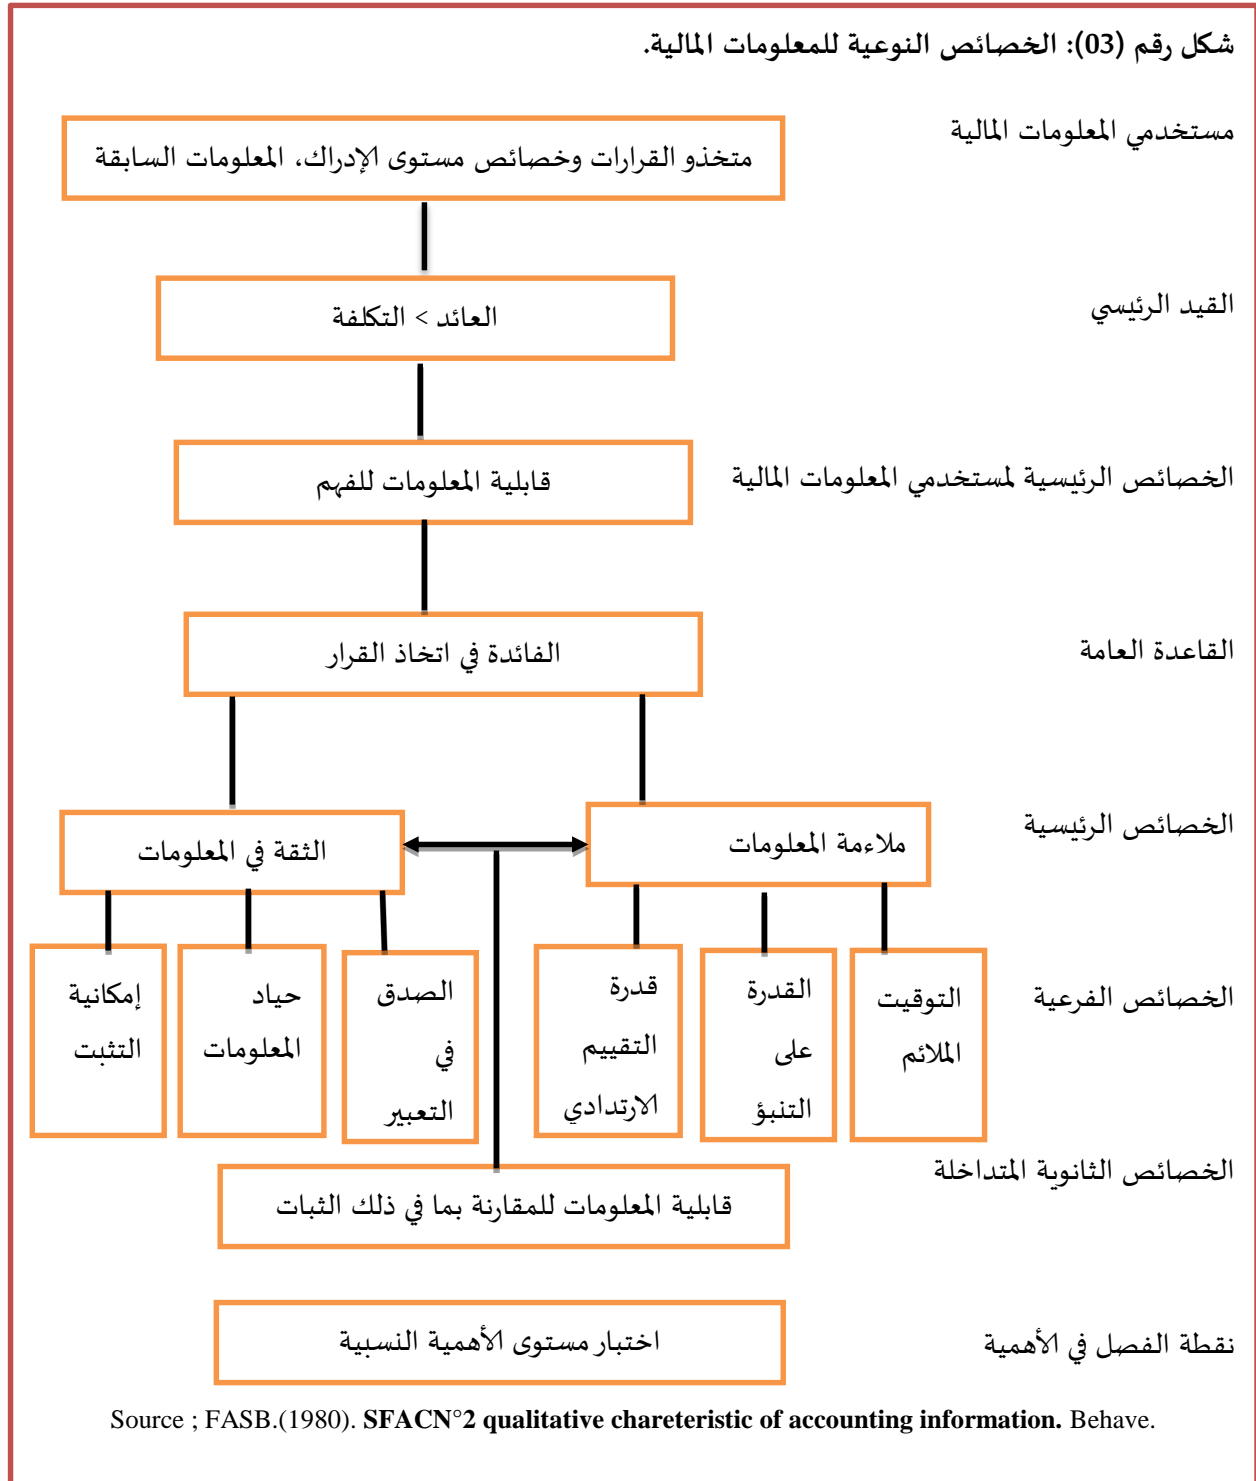 شكل رقم (03): الخصائص النوعية للمعلومات المالية.
مستخدمي المعلومات المالية
متخذو القرارات وخصائص مستوى الإدراك، المعلومات السابقة
القيد الرئيسي
العائد > التكلفة
الخصائص الرئيسية لمستخدمي المعلومات المالية
قابلية المعلومات للفهم
القاعدة العامة
الفائدة في اتخاذ القرار
الخصائص الرئيسية
ملاءمة المعلومات
الثقة في المعلومات
الخصائص الفرعية
التوقيت
الملائم
القدرة
على
التنبؤ
قدرة
التقييم
الارتدادي
الصدق
في
التعبير
حياد
المعلومات
إمكانية
التثبت
الخصائص الثانوية المتداخلة
قابلية المعلومات للمقارنة بما في ذلك الثبات
نقطة الفصل في الأهمية
اختبار مستوى الأهمية النسبية
Source ; FASB.(1980). SFACN°2 qualitative chareteristic of accounting information. Behave.